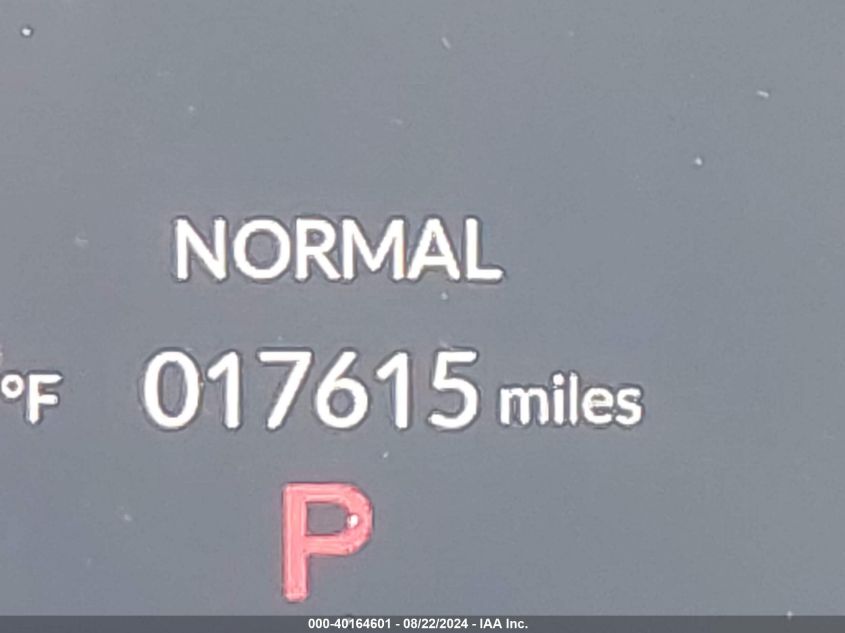 NORMAL
°F 017615 miles
P
000-40164601 - 08/22/2024 - IAA Inc.